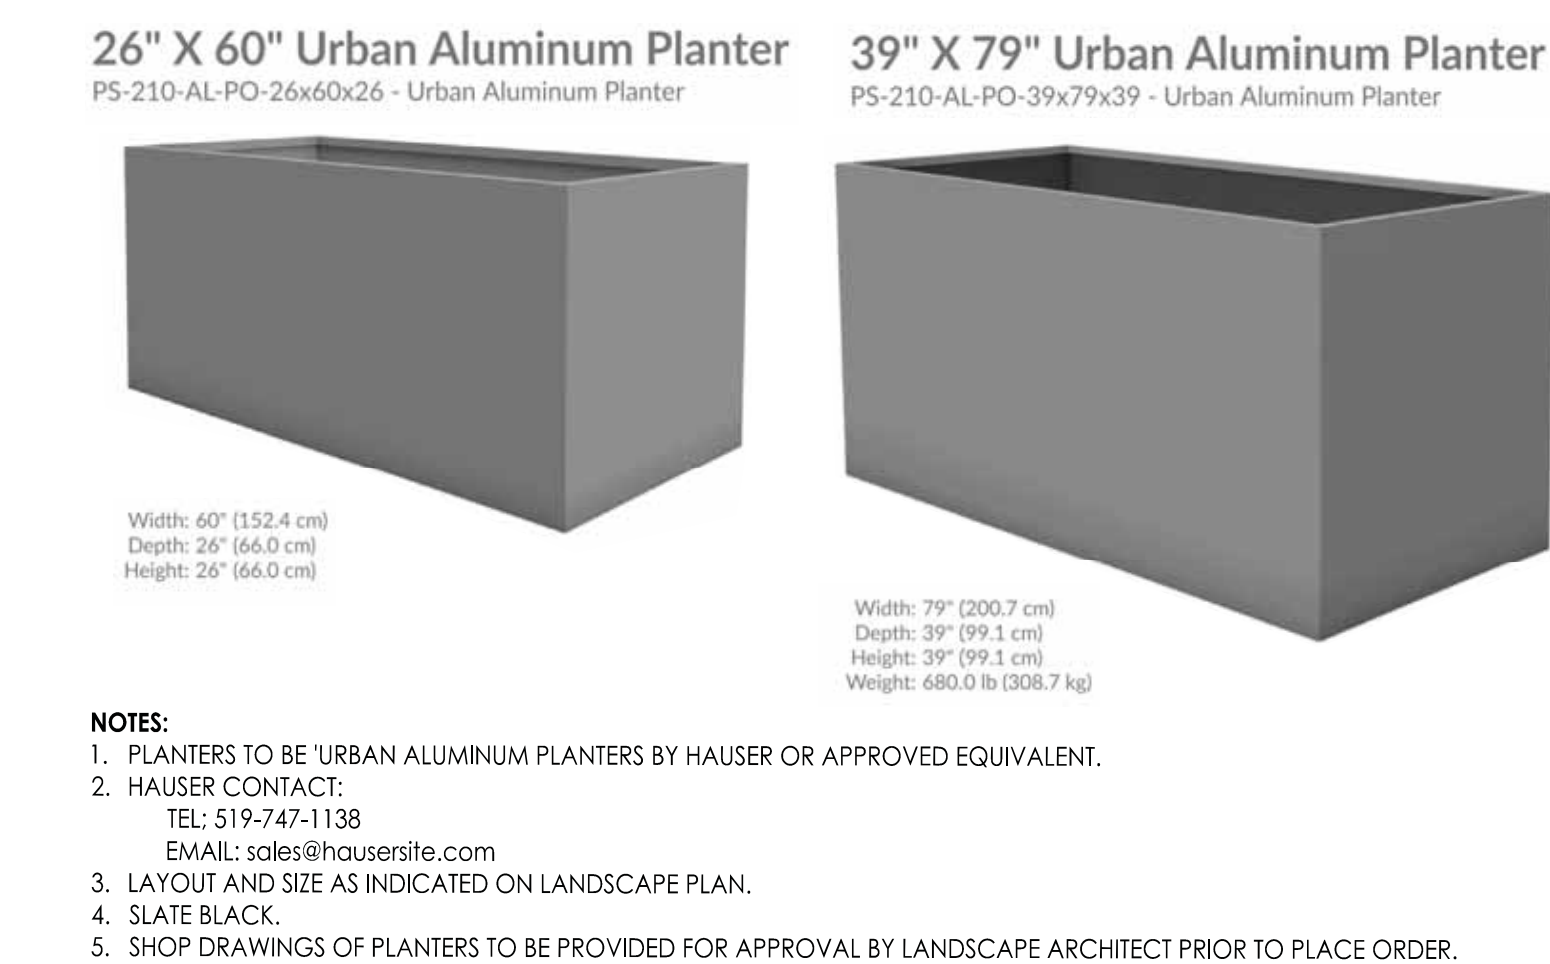 26" X 60" Urban Aluminum Planter
PS-210-AL-PO-26x60x26 - Urban Aluminum Planter
Width: 60" (152.4 cm)
Depth: 26" (66.0 cm)
Height: 26" (66.0 cm)
39" X 79" Urban Aluminum Planter
PS-210-AL-PO-39x79x39 - Urban Aluminum Planter
Width: 79" (200.7 cm)
Depth: 39" (99.1 cm)
Height: 39" (99.1 cm)
Weight: 680.0 lb (308.7 kg)
NOTES:
1. PLANTERS TO BE 'URBAN ALUMINUM PLANTERS BY HAUSER OR APPROVED EQUIVALENT.
2. HAUSER CONTACT:
TEL; 519-747-1138
EMAIL: sales@hausersite.com
3. LAYOUT AND SIZE AS INDICATED ON LANDSCAPE PLAN.
4. SLATE BLACK.
5. SHOP DRAWINGS OF PLANTERS TO BE PROVIDED FOR APPROVAL BY LANDSCAPE ARCHITECT PRIOR TO PLACE ORDER.